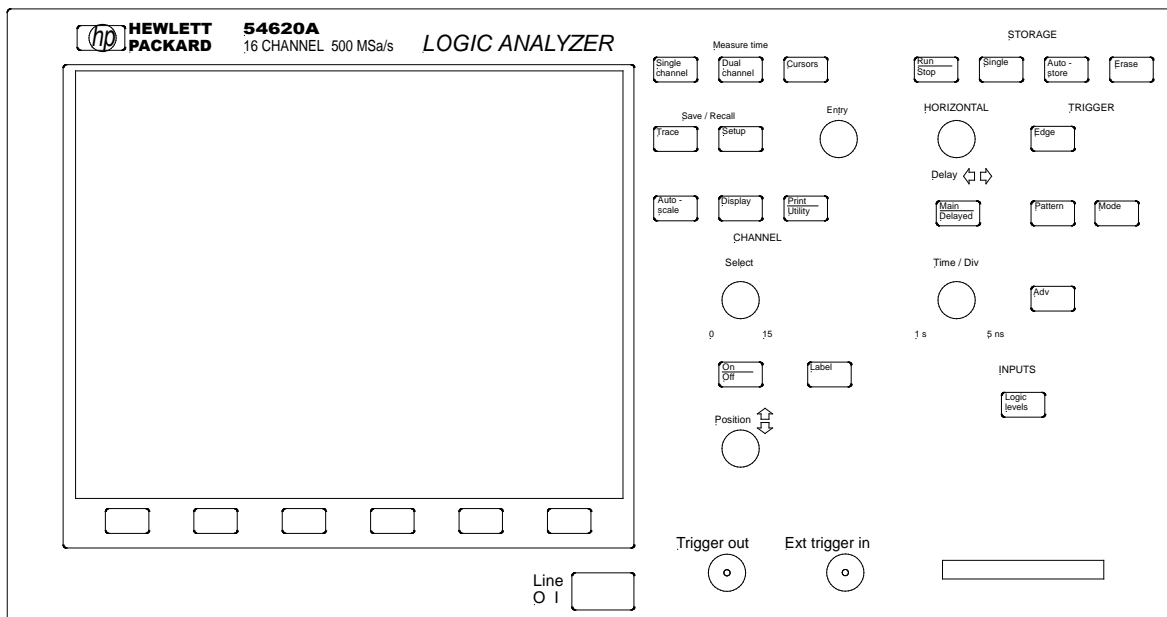 hp HEWLETT PACKARD
54620A
16 CHANNEL 500 MSa/s
LOGIC ANALYZER
Measure time
Single channel
Dual channel
Cursors
STORAGE
Run Stop
Single
Auto - store
Erase
Save / Recall
Trace
Setup
Entry
HORIZONTAL
TRIGGER
Edge
Delay
Auto - scale
Display
Print Utility
Main Delayed
Pattern
Mode
CHANNEL
Select
0 15
Time / Div
1 s 5 ns
Adv
On Off
Label
INPUTS
Logic levels
Position
Trigger out
Ext trigger in
Line
O I